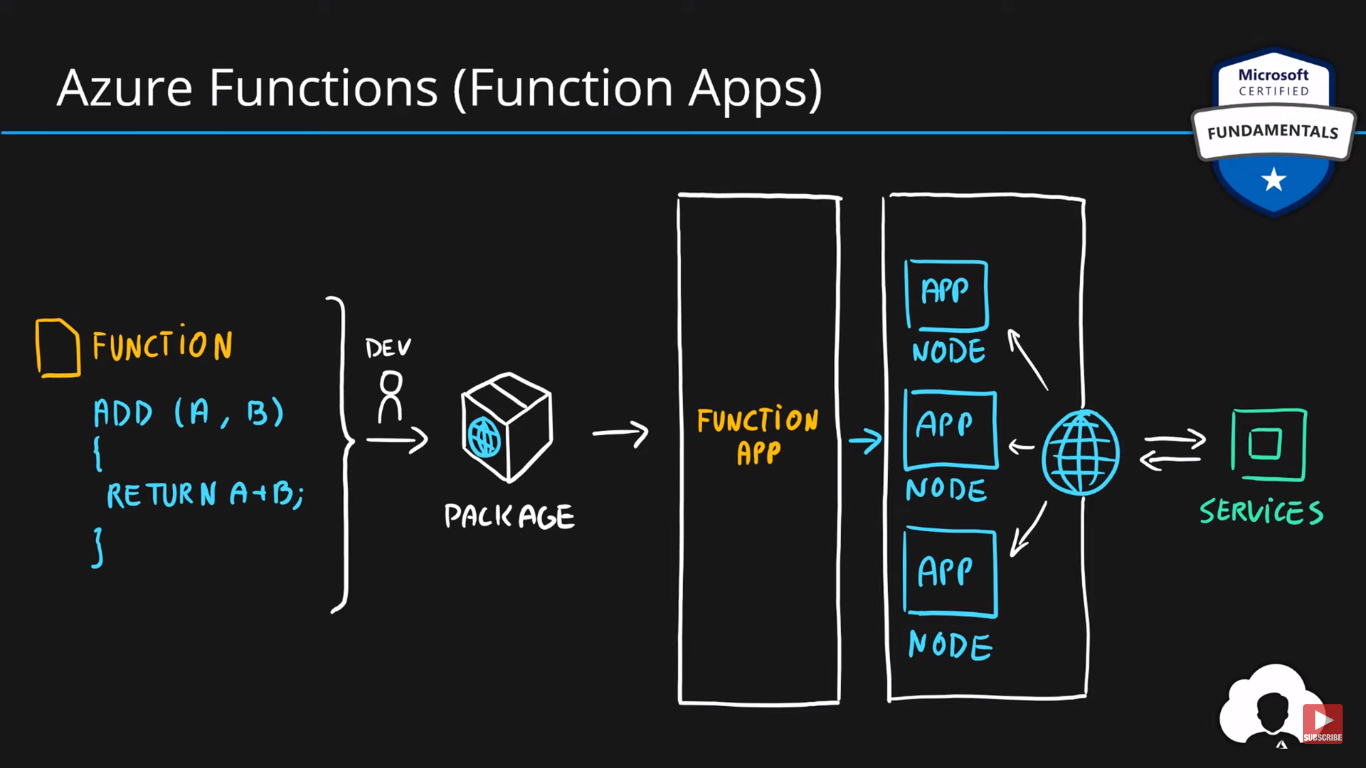 Azure Functions (Function Apps)
Microsoft
CERTIFIED
FUNDAMENTALS
FUNCTION
ADD (A, B)
{
RETURN A+B;
}
DEV
PACKAGE
FUNCTION
APP
APP
NODE
APP
NODE
APP
NODE
SERVICES
SUBSCRIBE